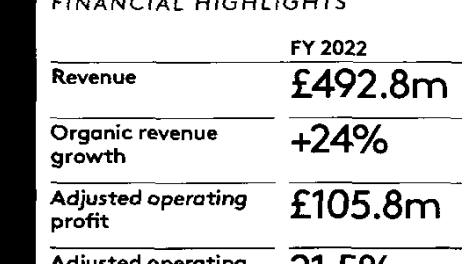 FINANCIAL HIGHLIGHTS
FY 2022
Revenue £492.8m
Organic revenue
growth
+24%
Adjusted operating
profit
£105.8m
Adjusted operating
21.5%